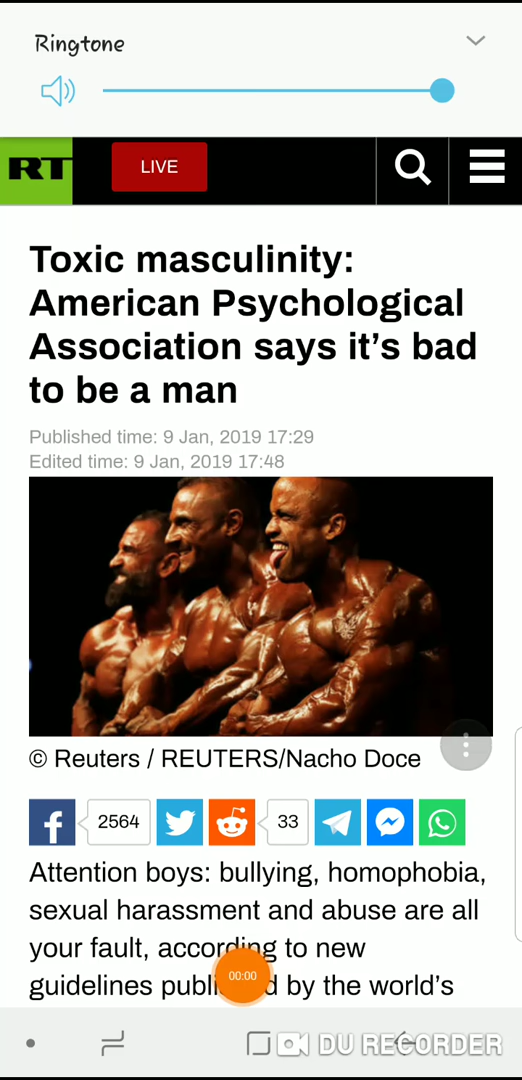 Ringtone
RT
LIVE
Toxic masculinity:
American Psychological
Association says it's bad
to be a man
Published time: 9 Jan, 2019 17:29
Edited time: 9 Jan, 2019 17:48
© Reuters / REUTERS/Nacho Doce
2564
33
Attention boys: bullying, homophobia,
sexual harassment and abuse are all
your fault, according to new
guidelines by the world's
00:00
DU RECORDER